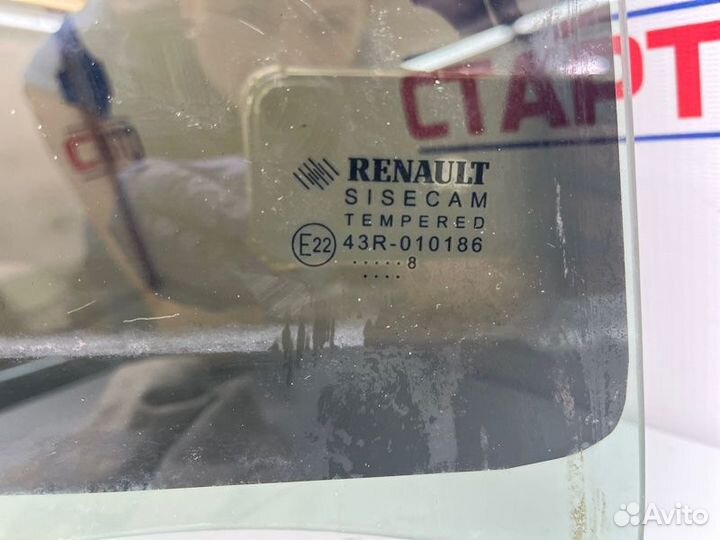 СТАРТ
RENAULT
SISECAM
TEMPERED
E22 43R-010186
.....8
....
Avito